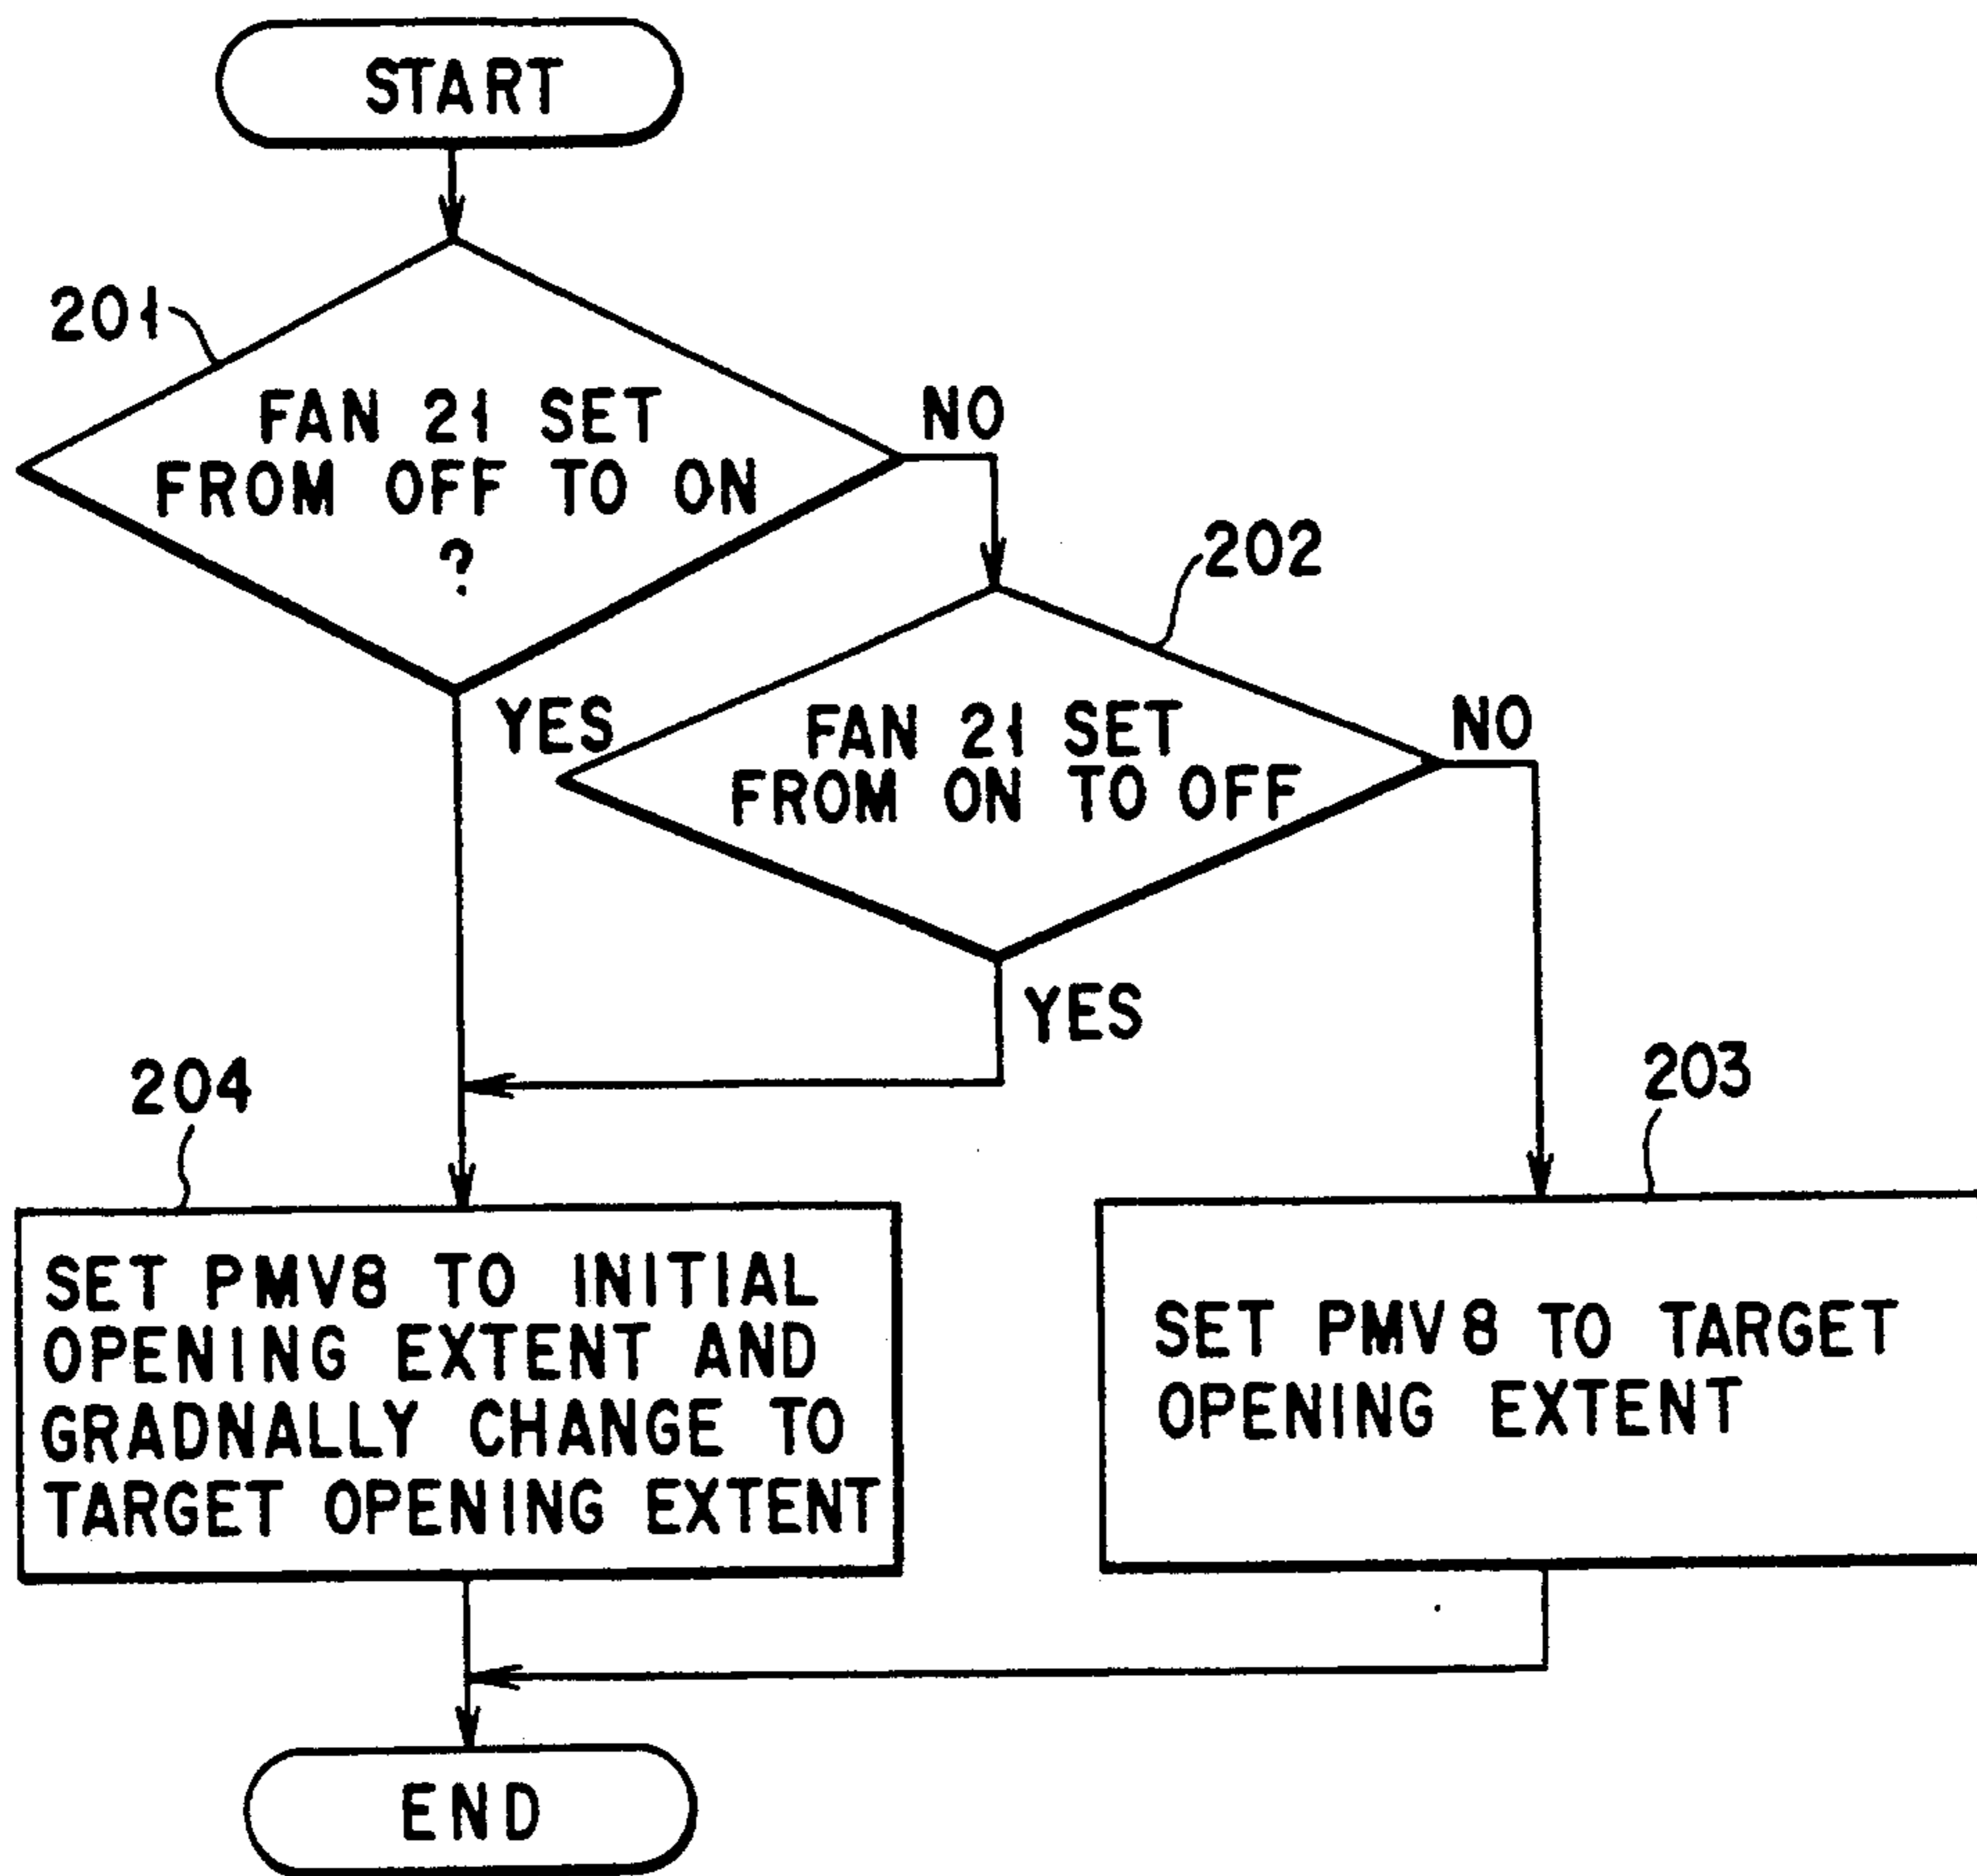 START
201
FAN 21 SET
FROM OFF TO ON
?
NO
202
YES
FAN 21 SET
FROM ON TO OFF
NO
YES
204
203
SET PMV8 TO INITIAL
OPENING EXTENT AND
GRADNALLY CHANGE TO
TARGET OPENING EXTENT
SET PMV8 TO TARGET
OPENING EXTENT
END